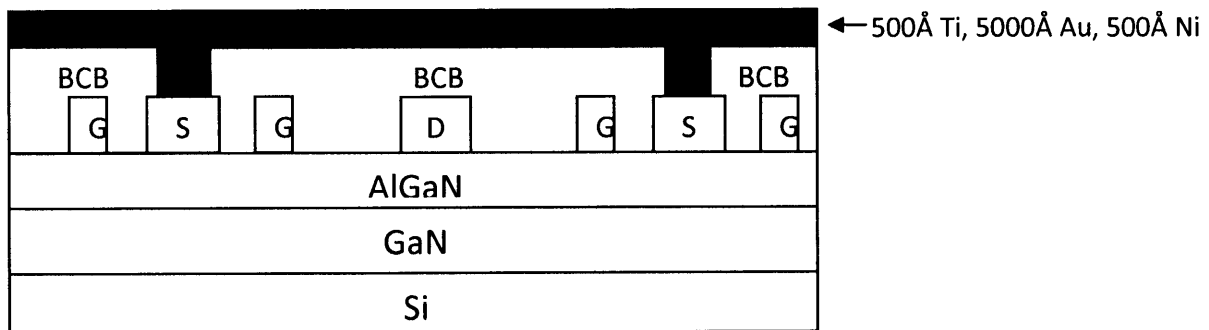 500Å Ti, 5000Å Au, 500Å Ni
BCB BCB BCB
G S G D G S G
AlGaN
GaN
Si